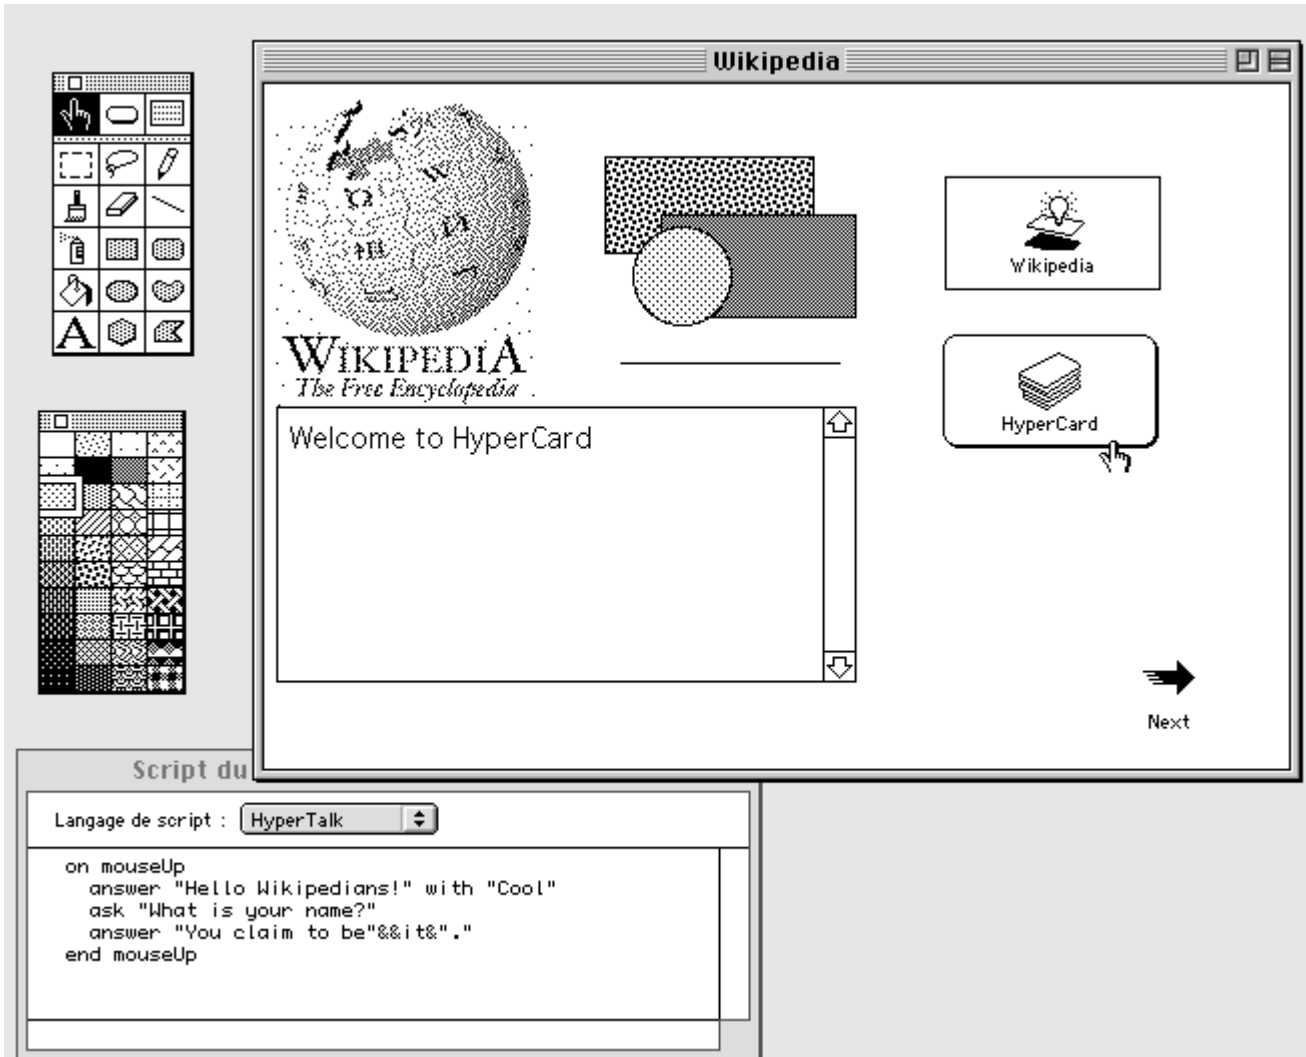 Wikipedia
WIKIPEDIA
The Free Encyclopedia
Wikipedia
HyperCard
Welcome to HyperCard
Next
Script du
Langage de script : HyperTalk
on mouseUp
answer "Hello Wikipedians!" with "Cool"
ask "What is your name?"
answer "You claim to be"&&it&"."
end mouseUp
A
Ω
W
И